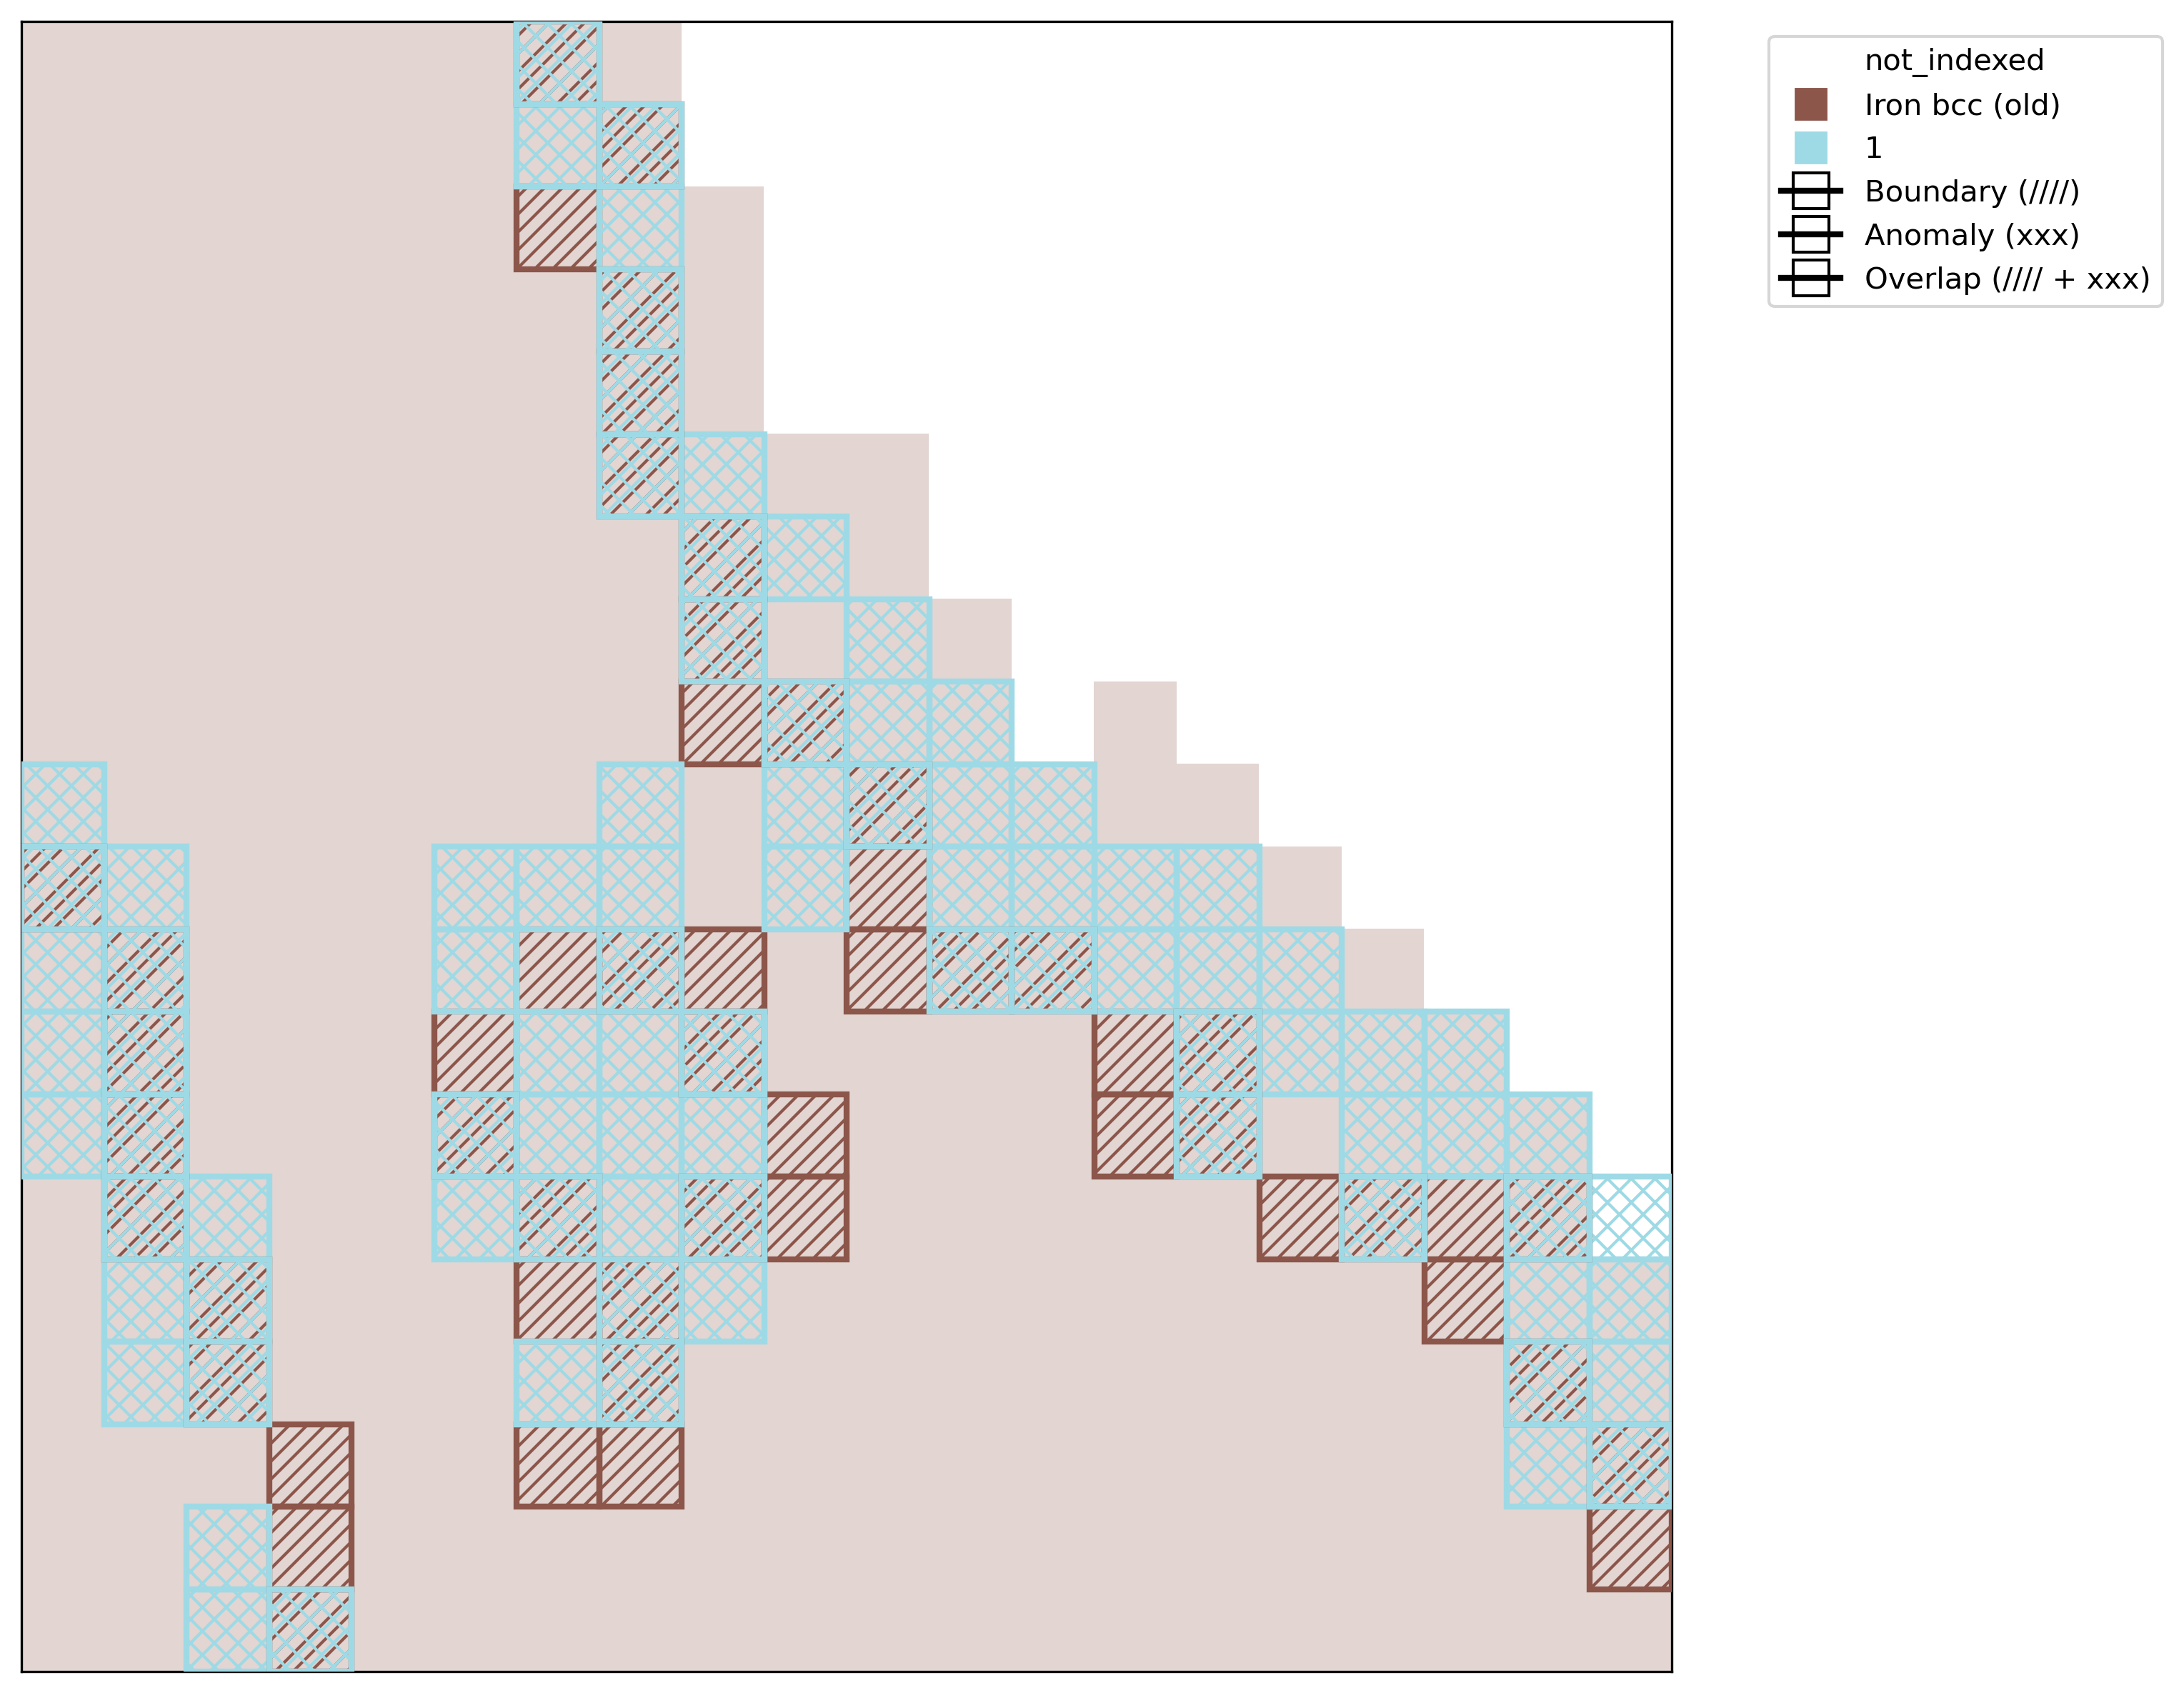 not_indexed
Iron bcc (old)
1
Boundary (////)
Anomaly (xxx)
Overlap (//// + xxx)